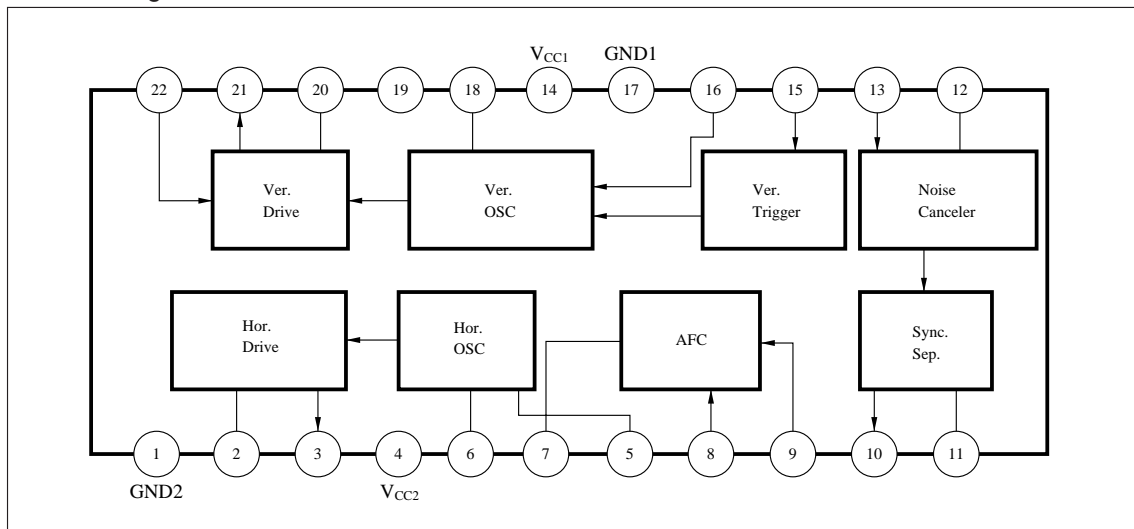 V_CC1 GND1
22 21 20 19 18 14 17 16 15 13 12
Ver.
Drive
Ver.
OSC
Ver.
Trigger
Noise
Canceler
Hor.
Drive
Hor.
OSC
AFC
Sync.
Sep.
1 2 3 4 6 7 5 8 9 10 11
GND2 V_CC2